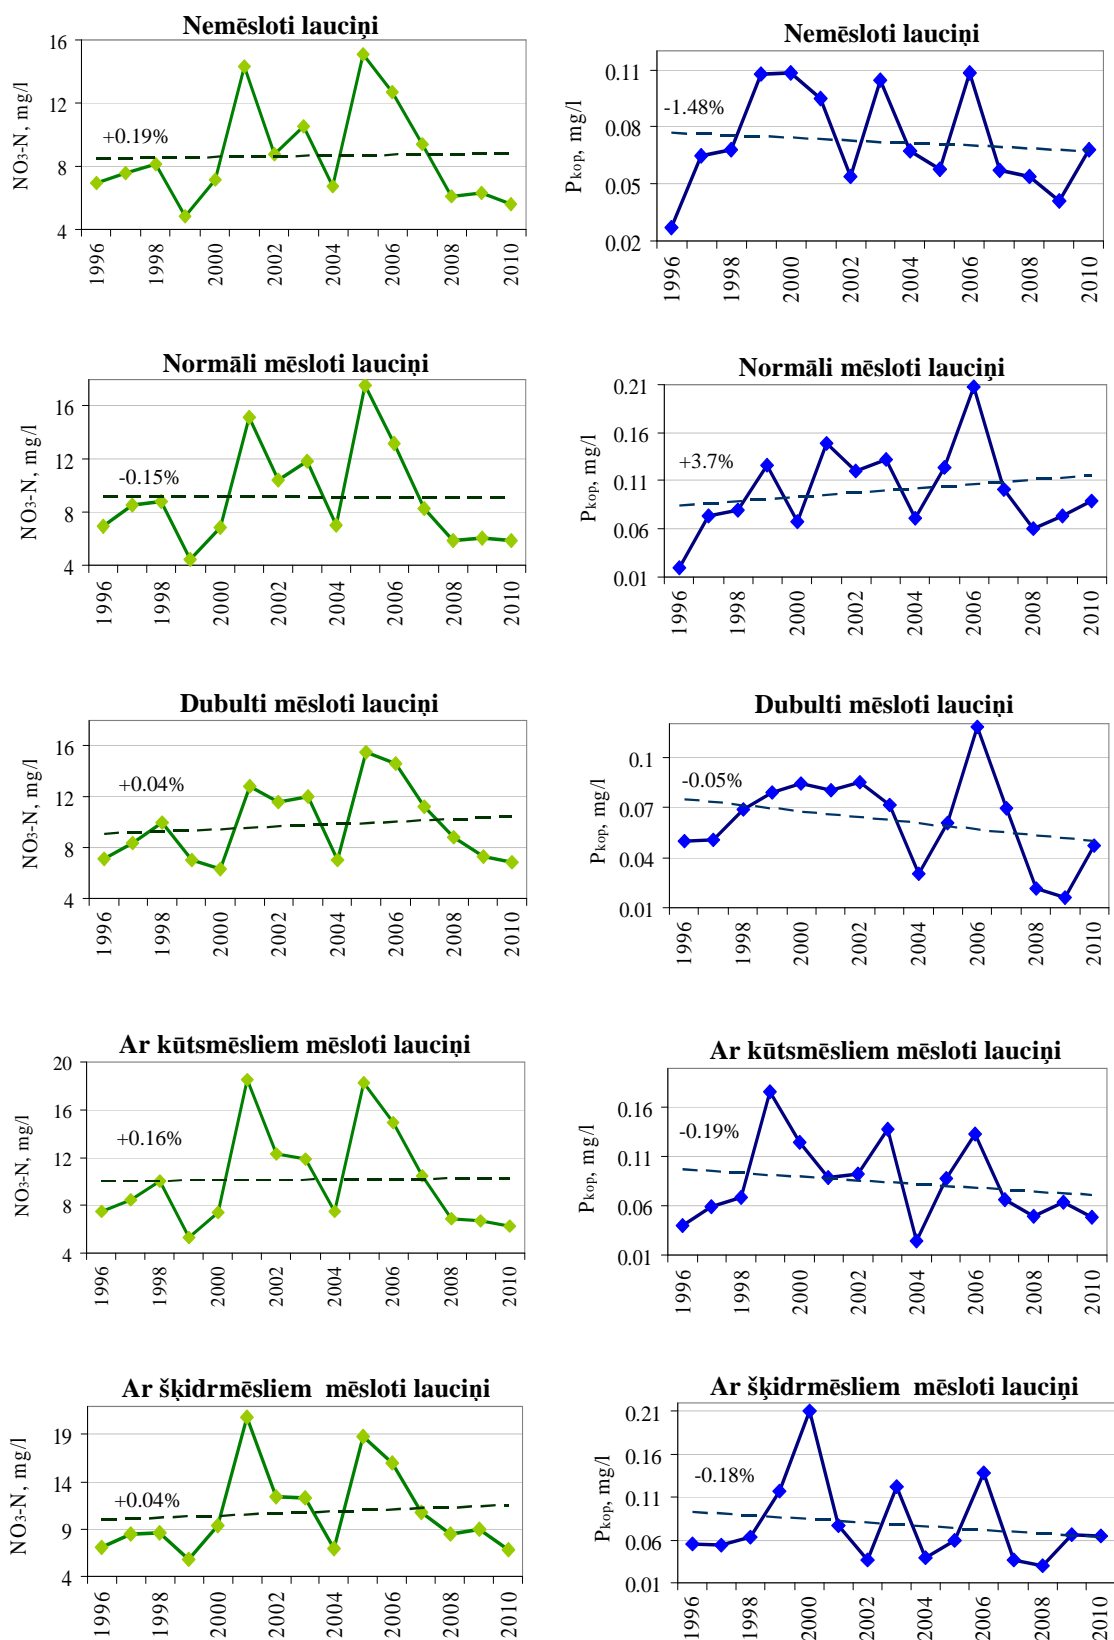 Nemēsloti lauciņi
NO₃-N, mg/l
16
12
8
4
+0.19%
1996 1998 2000 2002 2004 2006 2008 2010
Nemēsloti lauciņi
Pkop, mg/l
0.11
0.08
0.05
0.02
-1.48%
1996 1998 2000 2002 2004 2006 2008 2010
Normāli mēsloti lauciņi
NO₃-N, mg/l
16
12
8
4
-0.15%
1996 1998 2000 2002 2004 2006 2008 2010
Normāli mēsloti lauciņi
Pkop, mg/l
0.21
0.16
0.11
0.06
0.01
+3.7%
1996 1998 2000 2002 2004 2006 2008 2010
Dubulti mēsloti lauciņi
NO₃-N, mg/l
16
12
8
4
+0.04%
1996 1998 2000 2002 2004 2006 2008 2010
Dubulti mēsloti lauciņi
Pkop, mg/l
0.1
0.07
0.04
0.01
-0.05%
1996 1998 2000 2002 2004 2006 2008 2010
Ar kūtsmēsliem mēsloti lauciņi
NO₃-N, mg/l
20
16
12
8
4
+0.16%
1996 1998 2000 2002 2004 2006 2008 2010
Ar kūtsmēsliem mēsloti lauciņi
Pkop, mg/l
0.16
0.11
0.06
0.01
-0.19%
1996 1998 2000 2002 2004 2006 2008 2010
Ar šķidrmēsliem mēsloti lauciņi
NO₃-N, mg/l
19
14
9
4
+0.04%
1996 1998 2000 2002 2004 2006 2008 2010
Ar šķidrmēsliem mēsloti lauciņi
Pkop, mg/l
0.21
0.16
0.11
0.06
0.01
-0.18%
1996 1998 2000 2002 2004 2006 2008 2010